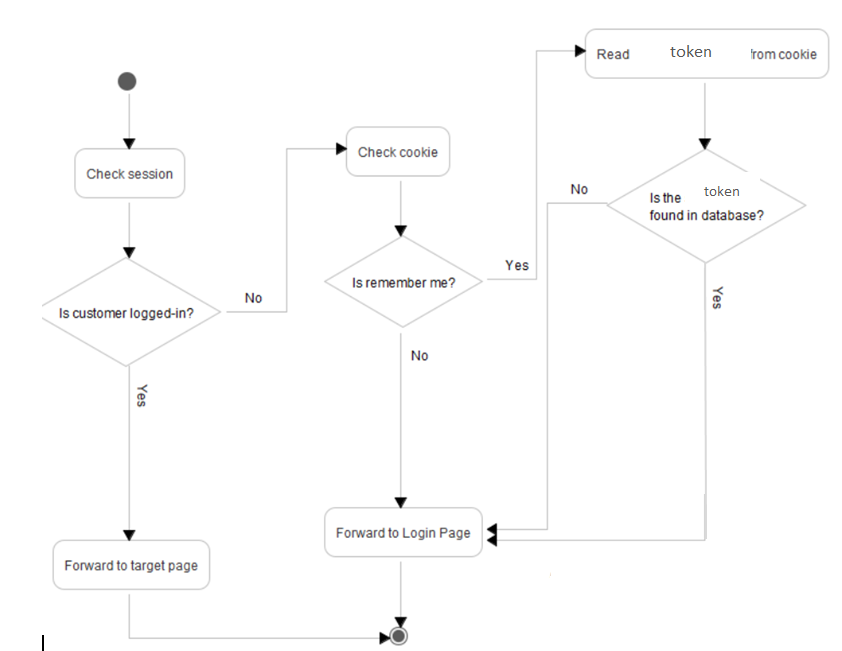 Read token from cookie
Check cookie
Check session
Is the token
found in database?
No
Yes
Is remember me?
No
Is customer logged-in?
Yes
No
Yes
Forward to Login Page
Forward to target page